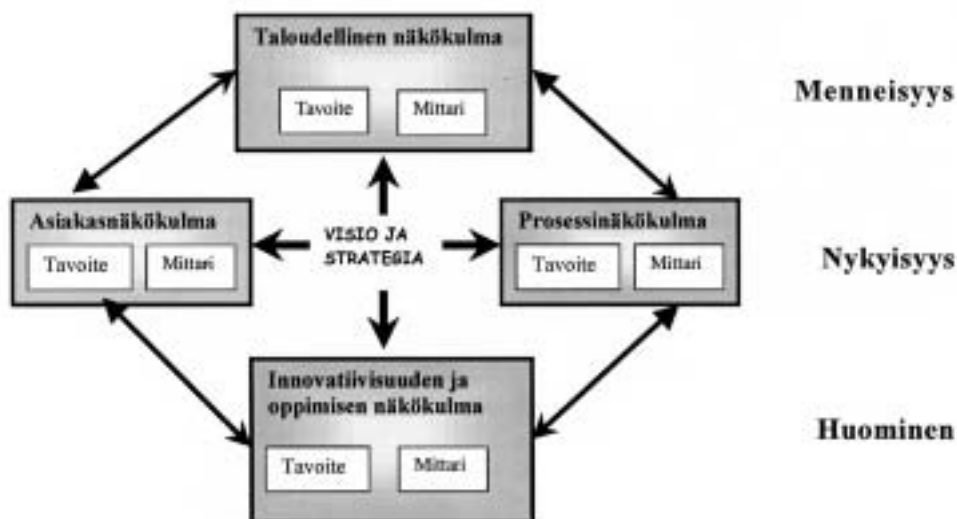 Taloudellinen näkökulma
Tavoite Mittari
Menneisyys
Asiakasnäkökulma
Tavoite Mittari
VISIO JA
STRATEGIA
Prosessinäkökulma
Tavoite Mittari
Nykyisyys
Innovatiivisuuden ja
oppimisen näkökulma
Tavoite Mittari
Huominen